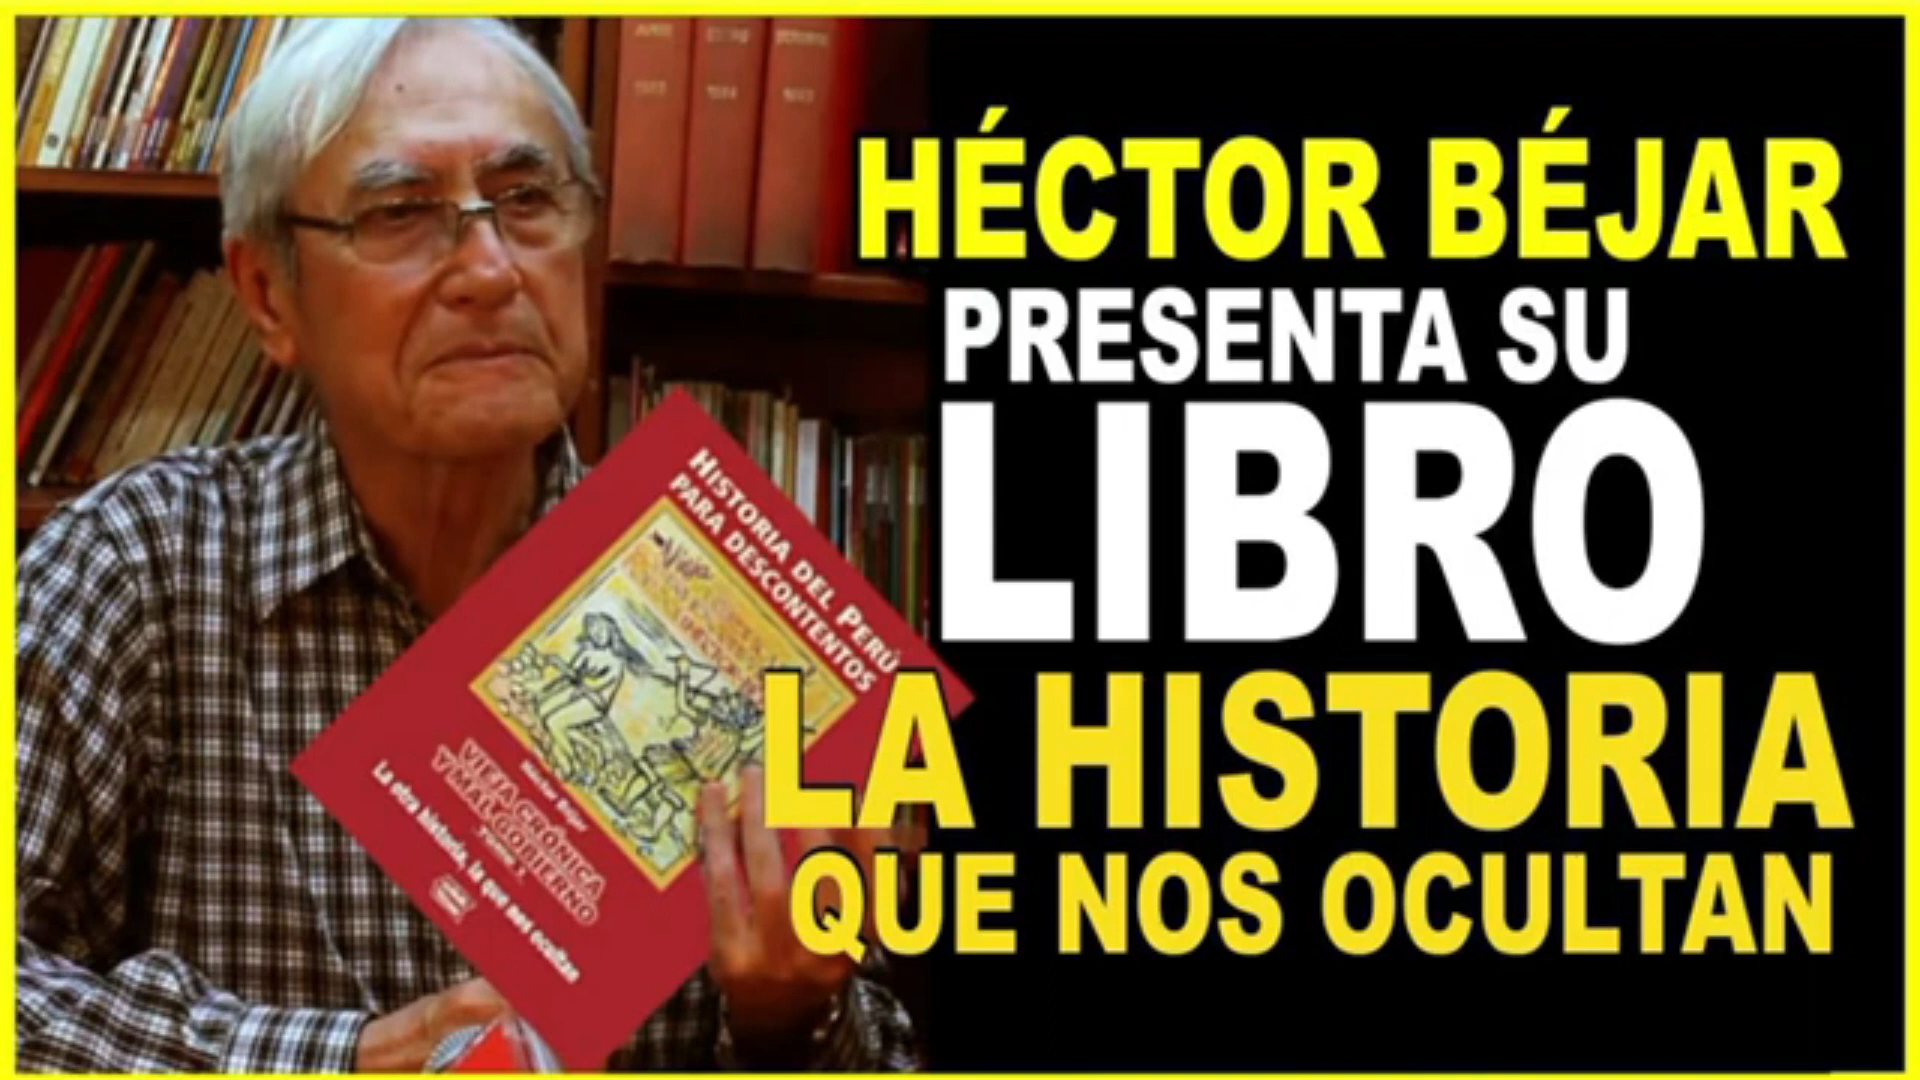 HÉCTOR BÉJAR
PRESENTA SU
LIBRO
LA HISTORIA
QUE NOS OCULTAN
HISTORIA DEL PERÚ
PARA DESCONTENTOS
Héctor Béjar
VIEJA CRÓNICA
Y MAL GOBIERNO
La otra historia, la que nos ocultan